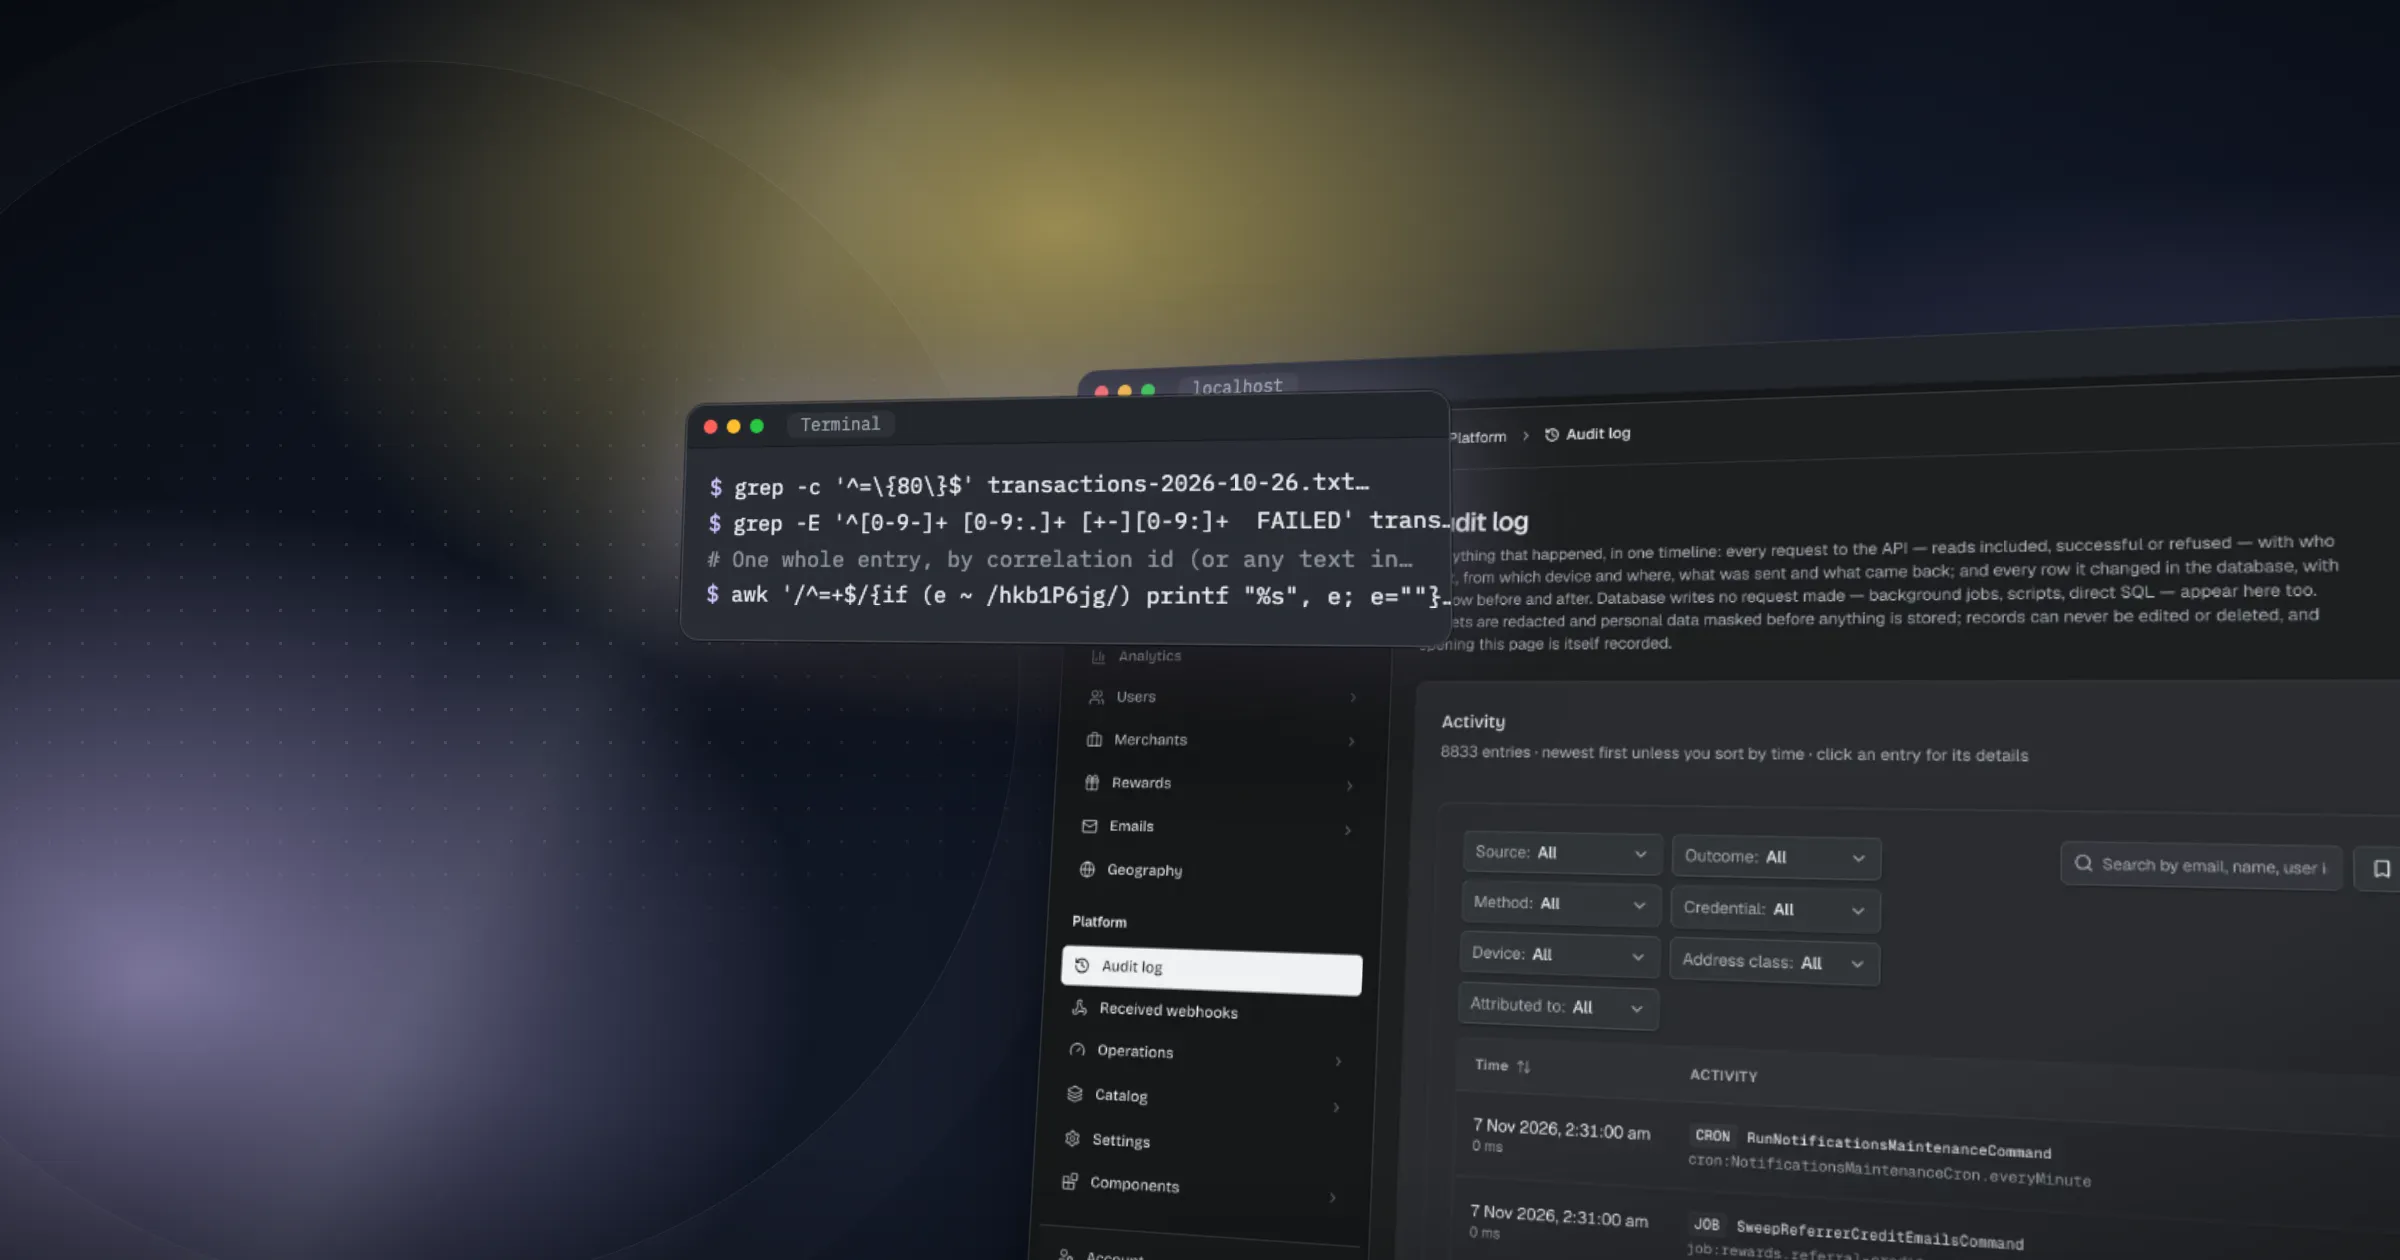 localhost
Terminal
$ grep -c '^=\{80\}$' transactions-2026-10-26.txt…
$ grep -E '^[0-9-]+ [0-9:.]+ [+-][0-9:]+  FAILED' trans…
# One whole entry, by correlation id (or any text in…
$ awk '/^=+$/{if (e ~ /hkb1P6jg/) printf "%s", e; e=""}…
Platform > Audit log
dit log
ything that happened, in one timeline: every request to the API — reads included, successful or refused — with who
, from which device and where, what was sent and what came back; and every row it changed in the database, with
ow before and after. Database writes no request made — background jobs, scripts, direct SQL — appear here too.
ets are redacted and personal data masked before anything is stored; records can never be edited or deleted, and
opening this page is itself recorded.
Analytics
Users
Merchants
Rewards
Emails
Geography
Platform
Audit log
Received webhooks
Operations
Catalog
Settings
Components
Account
Activity
8833 entries · newest first unless you sort by time · click an entry for its details
Source: All
Outcome: All
Search by email, name, user i
Method: All
Credential: All
Device: All
Address class: All
Attributed to: All
Time
ACTIVITY
7 Nov 2026, 2:31:00 am
0 ms
CRON RunNotificationsMaintenanceCommand
cron:NotificationsMaintenanceCron.everyMinute
7 Nov 2026, 2:31:00 am
0 ms
JOB SweepReferrerCreditEmailsCommand
job:rewards.referral-credit